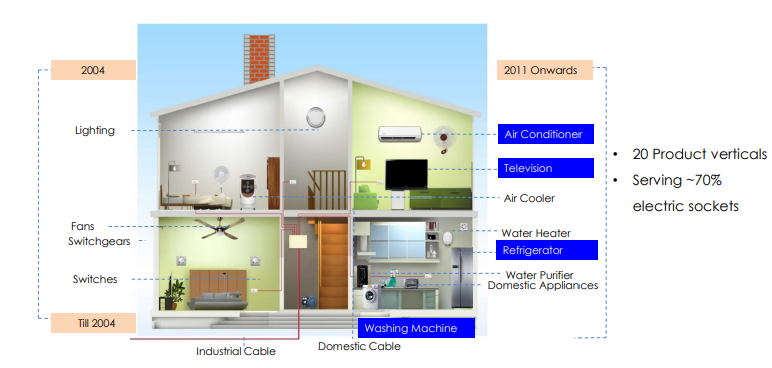 2004
2011 Onwards
Lighting
Air Conditioner
Television
Air Cooler
Fans
Switchgears
Switches
Water Heater
Refrigerator
Water Purifier
Domestic Appliances
Till 2004
Washing Machine
Industrial Cable
Domestic Cable
• 20 Product verticals
• Serving ~70%
electric sockets